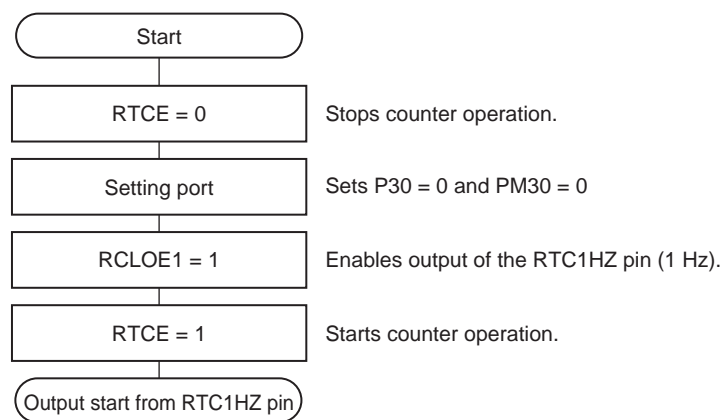 Start
RTCE = 0 Stops counter operation.
Setting port Sets P30 = 0 and PM30 = 0
RCLOE1 = 1 Enables output of the RTC1HZ pin (1 Hz).
RTCE = 1 Starts counter operation.
Output start from RTC1HZ pin